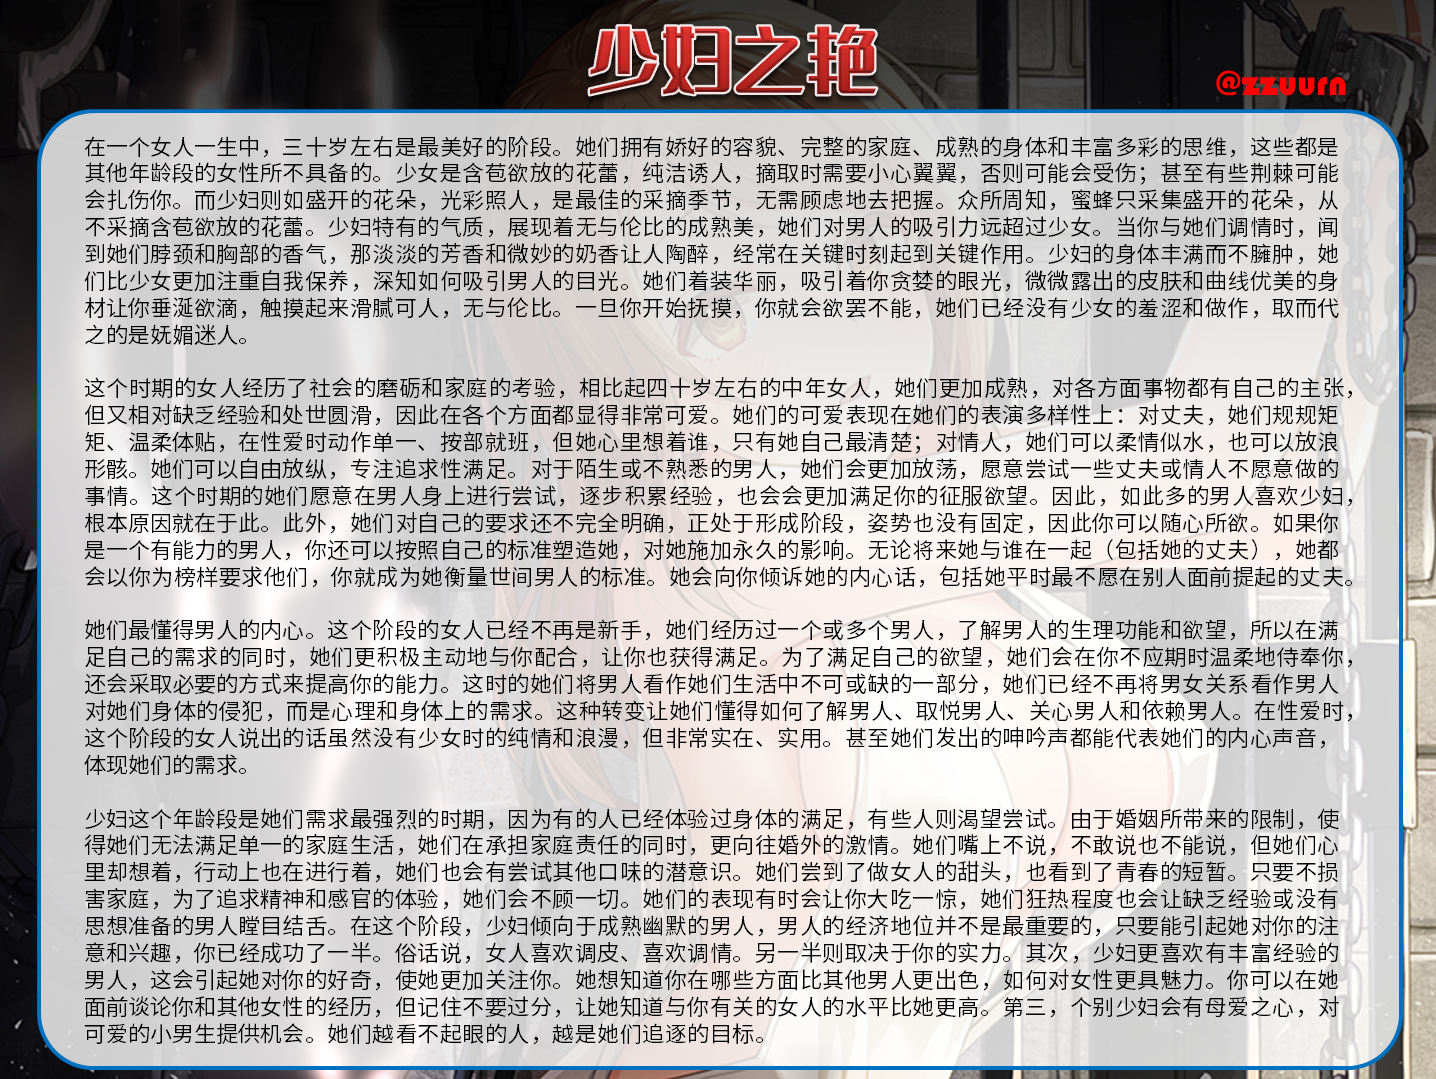 少妇之艳
@zzuurn
在一个女人一生中，三十岁左右是最美好的阶段。她们拥有娇好的容貌、完整的家庭、成熟的身体和丰富多彩的思维，这些都是
其他年龄段的女性所不具备的。少女是含苞欲放的花蕾，纯洁诱人，摘取时需要小心翼翼，否则可能会受伤；甚至有些荆棘可能
会扎伤你。而少妇则如盛开的花朵，光彩照人，是最佳的采摘季节，无需顾虑地去把握。众所周知，蜜蜂只采集盛开的花朵，从
不采摘含苞欲放的花蕾。少妇特有的气质，展现着无与伦比的成熟美，她们对男人的吸引力远超过少女。当你与她们调情时，闻
到她们脖颈和胸部的香气，那淡淡的芳香和微妙的奶香让人陶醉，经常在关键时刻起到关键作用。少妇的身体丰满而不臃肿，她
们比少女更加注重自我保养，深知如何吸引男人的目光。她们着装华丽，吸引着你贪婪的眼光，微微露出的皮肤和曲线优美的身
材让你垂涎欲滴，触摸起来滑腻可人，无与伦比。一旦你开始抚摸，你就会欲罢不能，她们已经没有少女的羞涩和做作，取而代
之的是妩媚迷人。
这个时期的女人经历了社会的磨砺和家庭的考验，相比起四十岁左右的中年女人，她们更加成熟，对各方面事物都有自己的主张，
但又相对缺乏经验和处世圆滑，因此在各个方面都显得非常可爱。她们的可爱表现在她们的表演多样性上：对丈夫，她们规规矩
矩、温柔体贴，在性爱时动作单一、按部就班，但她心里想着谁，只有她自己最清楚；对情人，她们可以柔情似水，也可以放浪
形骸。她们可以自由放纵，专注追求性满足。对于陌生或不熟悉的男人，她们会更加放荡，愿意尝试一些丈夫或情人不愿意做的
事情。这个时期的她们愿意在男人身上进行尝试，逐步积累经验，也会会更加满足你的征服欲望。因此，如此多的男人喜欢少妇，
根本原因就在于此。此外，她们对自己的要求还不完全明确，正处于形成阶段，姿势也没有固定，因此你可以随心所欲。如果你
是一个有能力的男人，你还可以按照自己的标准塑造她，对她施加永久的影响。无论将来她与谁在一起（包括她的丈夫），她都
会以你为榜样要求他们，你就成为她衡量世间男人的标准。她会向你倾诉她的内心话，包括她平时最不愿在别人面前提起的丈夫。
她们最懂得男人的内心。这个阶段的女人已经不再是新手，她们经历过一个或多个男人，了解男人的生理功能和欲望，所以在满
足自己的需求的同时，她们更积极主动地与你配合，让你也获得满足。为了满足自己的欲望，她们会在你不应期时温柔地侍奉你，
还会采取必要的方式来提高你的能力。这时的她们将男人看作她们生活中不可或缺的一部分，她们已经不再将男女关系看作男人
对她们身体的侵犯，而是心理和身体上的需求。这种转变让她们懂得如何了解男人、取悦男人、关心男人和依赖男人。在性爱时，
这个阶段的女人说出的话虽然没有少女时的纯情和浪漫，但非常实在、实用。甚至她们发出的呻吟声都能代表她们的内心声音，
体现她们的需求。
少妇这个年龄段是她们需求最强烈的时期，因为有的人已经体验过身体的满足，有些人则渴望尝试。由于婚姻所带来的限制，使
得她们无法满足单一的家庭生活，她们在承担家庭责任的同时，更向往婚外的激情。她们嘴上不说，不敢说也不能说，但她们心
里却想着，行动上也在进行着，她们也会有尝试其他口味的潜意识。她们尝到了做女人的甜头，也看到了青春的短暂。只要不损
害家庭，为了追求精神和感官的体验，她们会不顾一切。她们的表现有时会让你大吃一惊，她们狂热程度也会让缺乏经验或没有
思想准备的男人瞠目结舌。在这个阶段，少妇倾向于成熟幽默的男人，男人的经济地位并不是最重要的，只要能引起她对你的注
意和兴趣，你已经成功了一半。俗话说，女人喜欢调皮、喜欢调情。另一半则取决于你的实力。其次，少妇更喜欢有丰富经验的
男人，这会引起她对你的好奇，使她更加关注你。她想知道你在哪些方面比其他男人更出色，如何对女性更具魅力。你可以在她
面前谈论你和其他女性的经历，但记住不要过分，让她知道与你有关的女人的水平比她更高。第三，个别少妇会有母爱之心，对
可爱的小男生提供机会。她们越看不起眼的人，越是她们追逐的目标。